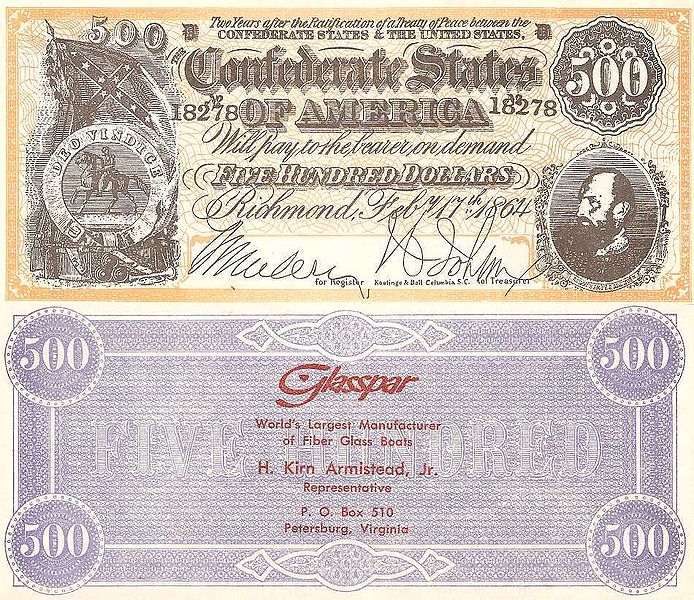 Two Years after the Ratification of a Treaty of Peace between the
CONFEDERATE STATES & THE UNITED STATES,
500
THE
Confederate States
500
18278
OF AMERICA
18278
Will pay to the bearer on demand
DEO VINDICE
FIVE HUNDRED DOLLARS
Richmond, Feby. 17th 1864
for Register
Keatinge & Ball Columbia S.C.
for Treasurer
500
500
Glasspar
World's Largest Manufacturer
of Fiber Glass Boats
FIVE HUNDRED
H. Kirn Armistead, Jr.
Representative
P. O. Box 510
Petersburg, Virginia
500
500